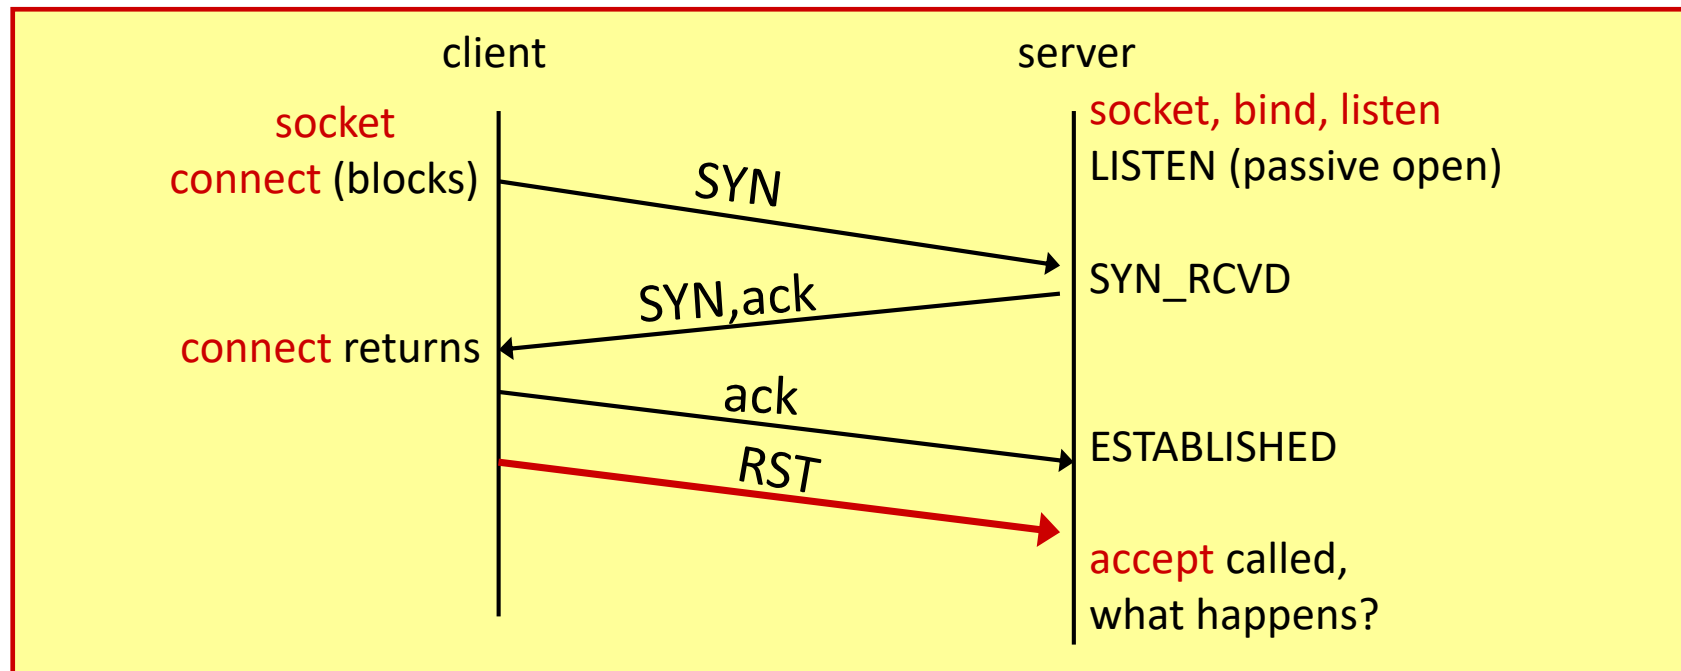 client
server
socket
connect (blocks)
socket, bind, listen
LISTEN (passive open)
SYN
SYN_RCVD
SYN,ack
connect returns
ack
ESTABLISHED
RST
accept called,
what happens?